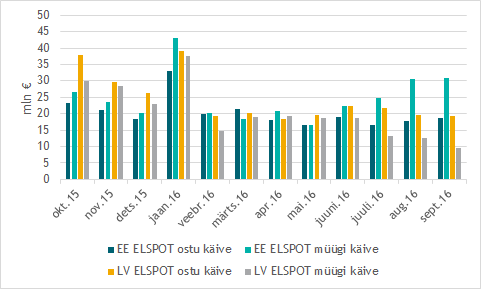 50
45
40
35
30
25
20
15
10
5
0
mln €
okt.15 nov.15 dets.15 jaan.16 veebr.16 märts.16 apr.16 mai.16 juuni.16 juuli.16 aug.16 sept.16
EE ELSPOT ostu käive EE ELSPOT müügi käive
LV ELSPOT ostu käive LV ELSPOT müügi käive